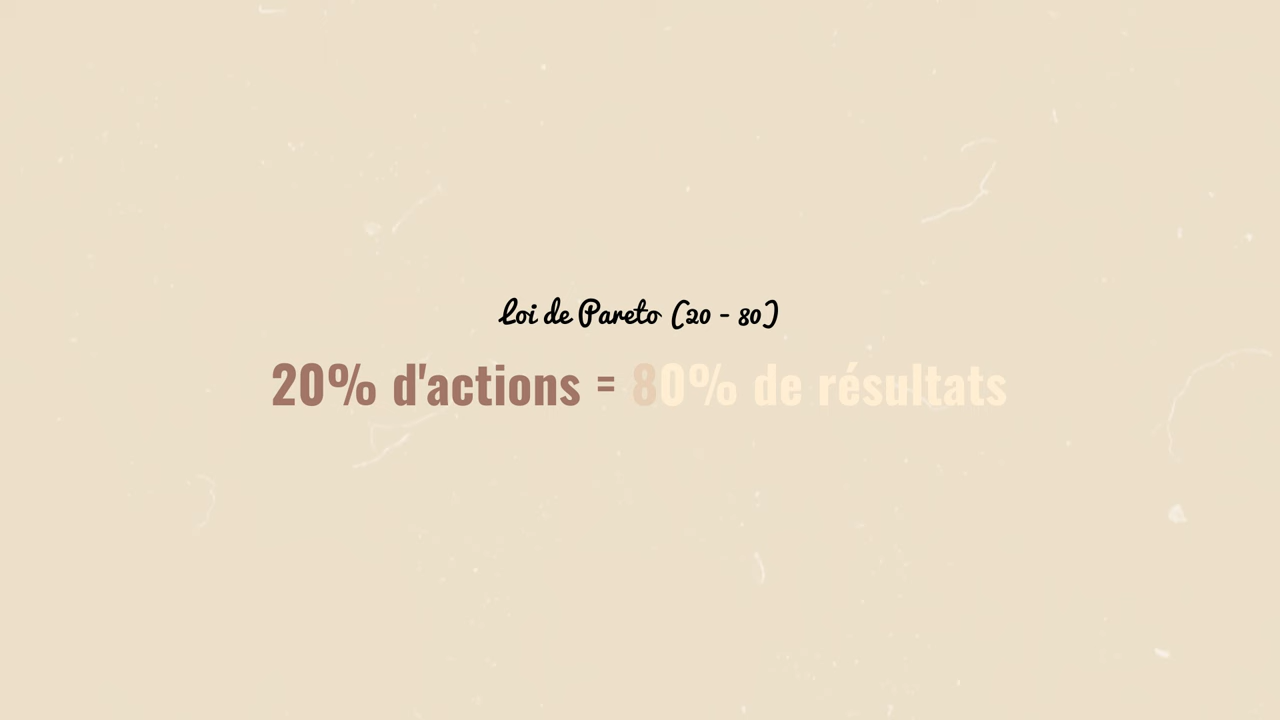 Loi de Pareto (20 - 80)
20% d'actions = 80% de résultats